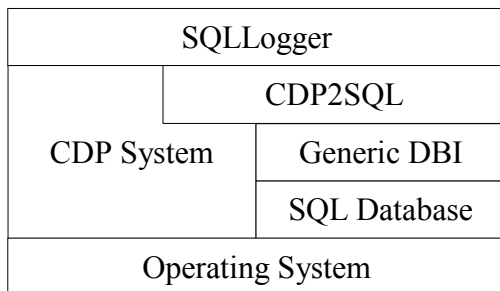 SQLLogger
CDP2SQL
CDP System
Generic DBI
SQL Database
Operating System